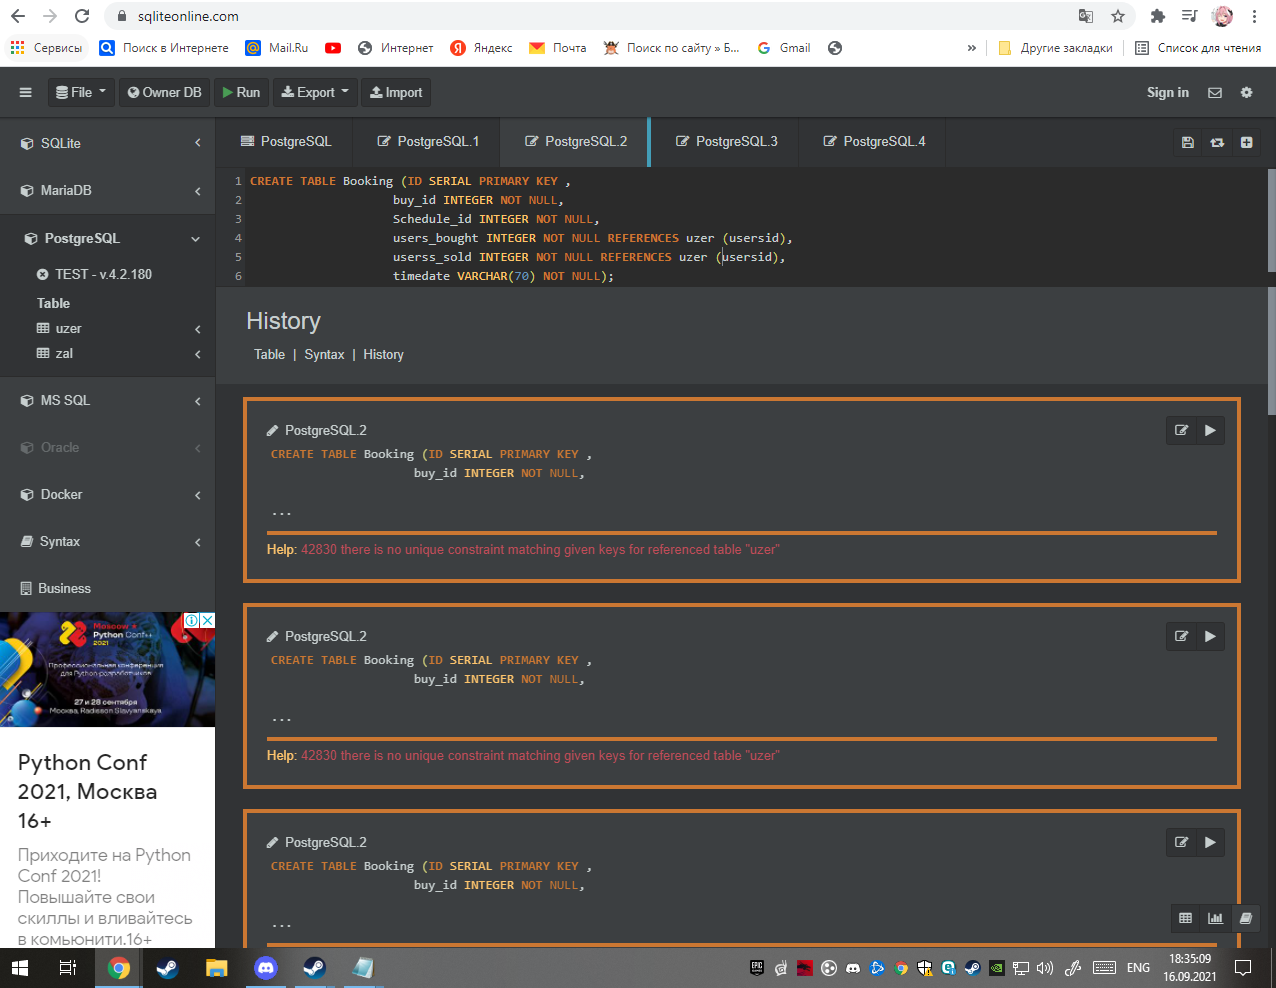 sqliteonline.com
Сервисы
Поиск в Интернете
Mail.Ru
Интернет
Яндекс
Почта
Поиск по сайту » Б...
Gmail
»
Другие закладки
Список для чтения
File
Owner DB
Run
Export
Import
Sign in
SQLite
MariaDB
PostgreSQL
TEST - v.4.2.180
Table
uzer
zal
MS SQL
Oracle
Docker
Syntax
Business
Moscow
Python Conf++
2021
Профессиональная конференция
для Python разработчиков
27 и 28 сентября
Москва, Radisson Slavyanskaya
Python Conf
2021, Москва
16+
Приходите на Python
Conf 2021!
Повышайте свои
скиллы и вливайтесь
в комьюнити.16+
PostgreSQL
PostgreSQL.1
PostgreSQL.2
PostgreSQL.3
PostgreSQL.4
1 CREATE TABLE Booking (ID SERIAL PRIMARY KEY ,
2 buy_id INTEGER NOT NULL,
3 Schedule_id INTEGER NOT NULL,
4 users_bought INTEGER NOT NULL REFERENCES uzer (usersid),
5 userss_sold INTEGER NOT NULL REFERENCES uzer (usersid),
6 timedate VARCHAR(70) NOT NULL);
History
Table | Syntax | History
PostgreSQL.2
CREATE TABLE Booking (ID SERIAL PRIMARY KEY ,
buy_id INTEGER NOT NULL,
...
Help: 42830 there is no unique constraint matching given keys for referenced table "uzer"
PostgreSQL.2
CREATE TABLE Booking (ID SERIAL PRIMARY KEY ,
buy_id INTEGER NOT NULL,
...
Help: 42830 there is no unique constraint matching given keys for referenced table "uzer"
PostgreSQL.2
CREATE TABLE Booking (ID SERIAL PRIMARY KEY ,
buy_id INTEGER NOT NULL,
...
EPIC
ENG
18:35:09
16.09.2021